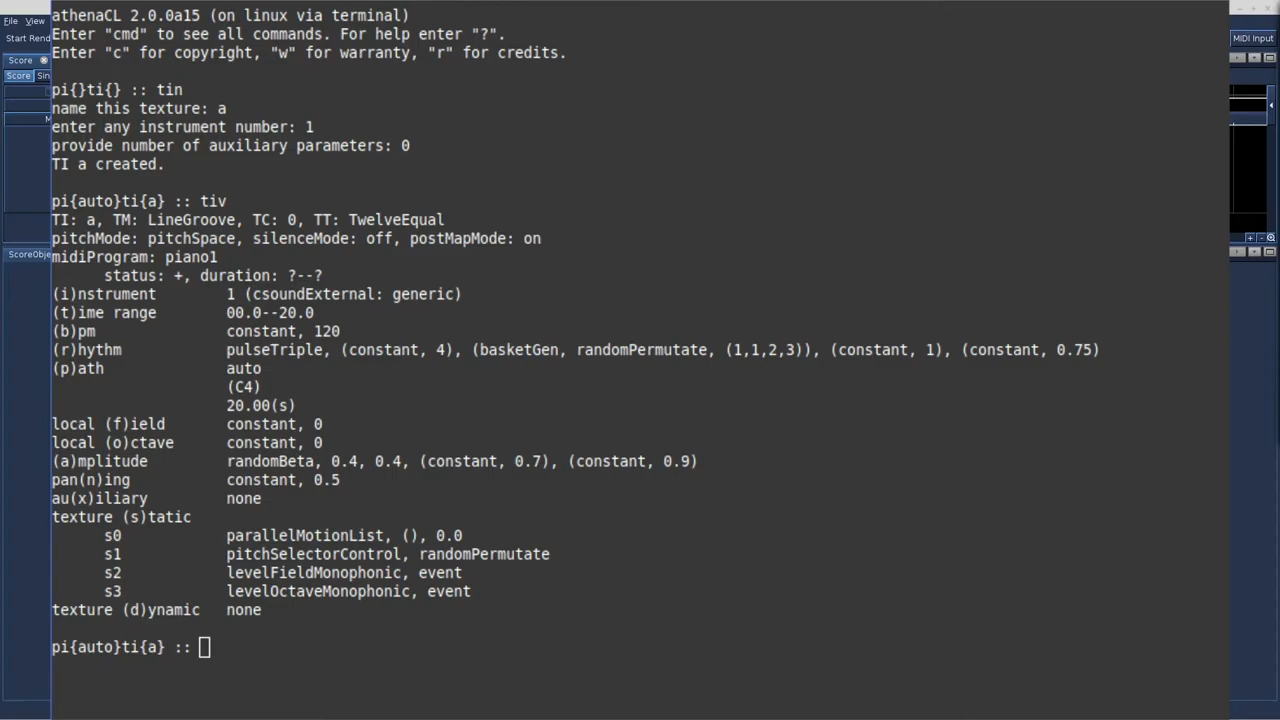 athenaCL 2.0.0a15 (on linux via terminal)
File View
Enter "cmd" to see all commands. For help enter "?".
Start Rend
MIDI Input
Enter "c" for copyright, "w" for warranty, "r" for credits.
Score
Score Sin
pi{}ti{} :: tin
name this texture: a
M
enter any instrument number: 1
provide number of auxiliary parameters: 0
TI a created.
pi{auto}ti{a} :: tiv
TI: a, TM: LineGroove, TC: 0, TT: TwelveEqual
pitchMode: pitchSpace, silenceMode: off, postMapMode: on
ScoreObje
midiProgram: piano1
status: +, duration: ?--?
(i)nstrument 1 (csoundExternal: generic)
(t)ime range 00.0--20.0
(b)pm constant, 120
(r)hythm pulseTriple, (constant, 4), (basketGen, randomPermutate, (1,1,2,3)), (constant, 1), (constant, 0.75)
(p)ath auto
(C4)
20.00(s)
local (f)ield constant, 0
local (o)ctave constant, 0
(a)mplitude randomBeta, 0.4, 0.4, (constant, 0.7), (constant, 0.9)
pan(n)ing constant, 0.5
au(x)iliary none
texture (s)tatic
s0 parallelMotionList, (), 0.0
s1 pitchSelectorControl, randomPermutate
s2 levelFieldMonophonic, event
s3 levelOctaveMonophonic, event
texture (d)ynamic none
pi{auto}ti{a} ::